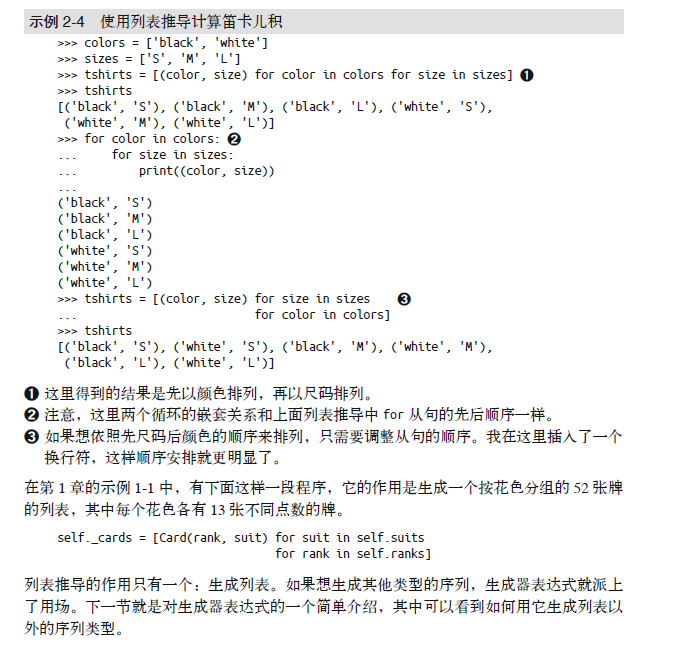 示例 2-4 使用列表推导计算笛卡儿积
>>> colors = ['black', 'white']
>>> sizes = ['S', 'M', 'L']
>>> tshirts = [(color, size) for color in colors for size in sizes] ❶
>>> tshirts
[('black', 'S'), ('black', 'M'), ('black', 'L'), ('white', 'S'),
 ('white', 'M'), ('white', 'L')]
>>> for color in colors: ❷
...     for size in sizes:
...         print((color, size))
...
('black', 'S')
('black', 'M')
('black', 'L')
('white', 'S')
('white', 'M')
('white', 'L')
>>> tshirts = [(color, size) for size in sizes ❸
...                          for color in colors]
>>> tshirts
[('black', 'S'), ('white', 'S'), ('black', 'M'), ('white', 'M'),
 ('black', 'L'), ('white', 'L')]
❶ 这里得到的结果是先以颜色排列，再以尺码排列。
❷ 注意，这里两个循环的嵌套关系和上面列表推导中 for 从句的先后顺序一样。
❸ 如果想依照先尺码后颜色的顺序来排列，只需要调整从句的顺序。我在这里插入了一个
换行符，这样顺序安排就更明显了。
在第 1 章的示例 1-1 中，有下面这样一段程序，它的作用是生成一个按花色分组的 52 张牌
的列表，其中每个花色各有 13 张不同点数的牌。
self._cards = [Card(rank, suit) for suit in self.suits
                                for rank in self.ranks]
列表推导的作用只有一个：生成列表。如果想生成其他类型的序列，生成器表达式就派上
了用场。下一节就是对生成器表达式的一个简单介绍，其中可以看到如何用它生成列表以
外的序列类型。